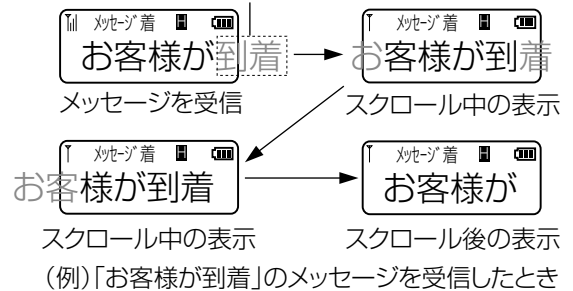 メッセージ着
お客様が到着
メッセージを受信
メッセージ着
お客様が到着
スクロール中の表示
メッセージ着
お客様が到着
スクロール中の表示
メッセージ着
お客様が
スクロール後の表示
（例）「お客様が到着」のメッセージを受信したとき